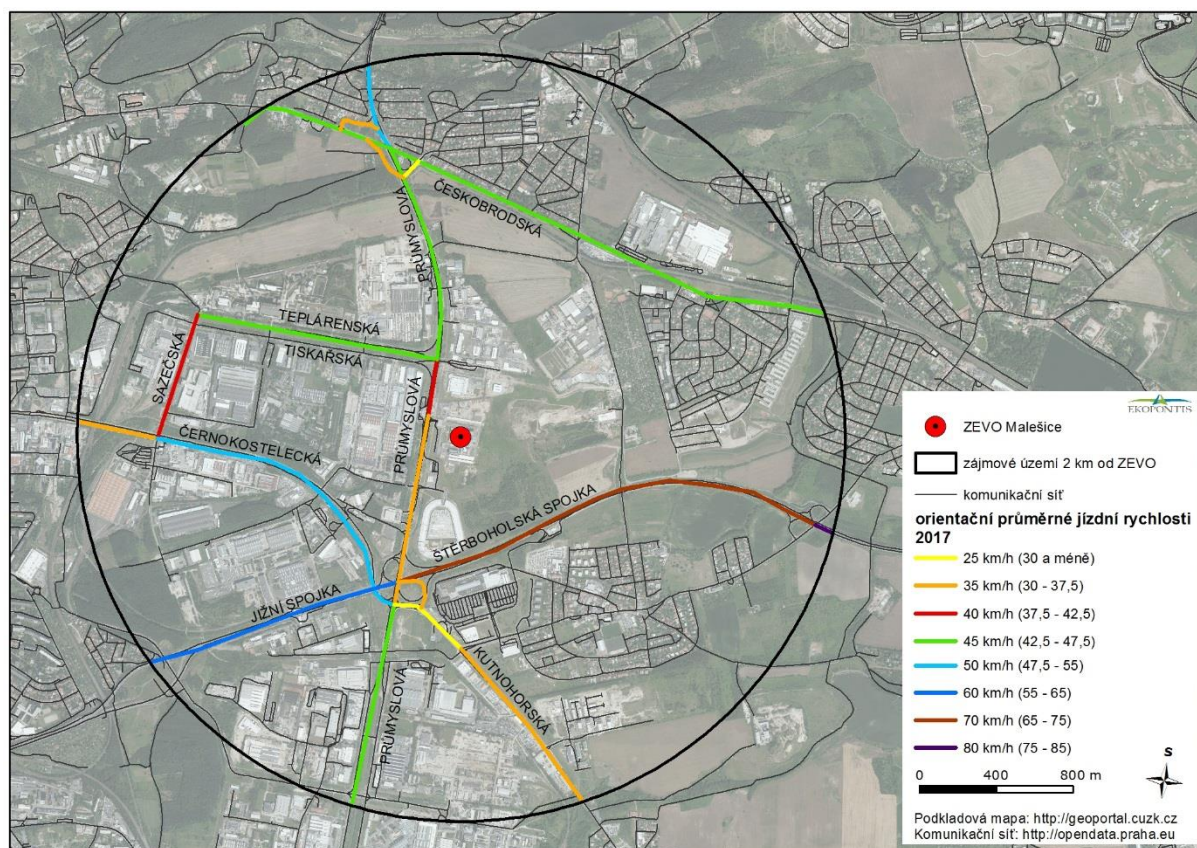 ČESKOBRODSKÁ
PRŮMYSLOVÁ
TEPLÁRENSKÁ
TISKAŘSKÁ
SAZEČSKÁ
ČERNOKOSTELECKÁ
PRŮMYSLOVÁ
ŠTĚRBOHOLSKÁ SPOJKA
JIŽNÍ SPOJKA
KUTNOHORSKÁ
PRŮMYSLOVÁ
EKOPONTIS
ZEVO Malešice
zájmové území 2 km od ZEVO
komunikační síť
orientační průměrné jízdní rychlosti
2017
25 km/h (30 a méně)
35 km/h (30 - 37,5)
40 km/h (37,5 - 42,5)
45 km/h (42,5 - 47,5)
50 km/h (47,5 - 55)
60 km/h (55 - 65)
70 km/h (65 - 75)
80 km/h (75 - 85)
S
0 400 800 m
Podkladová mapa: http://geoportal.cuzk.cz
Komunikační síť: http://opendata.praha.eu